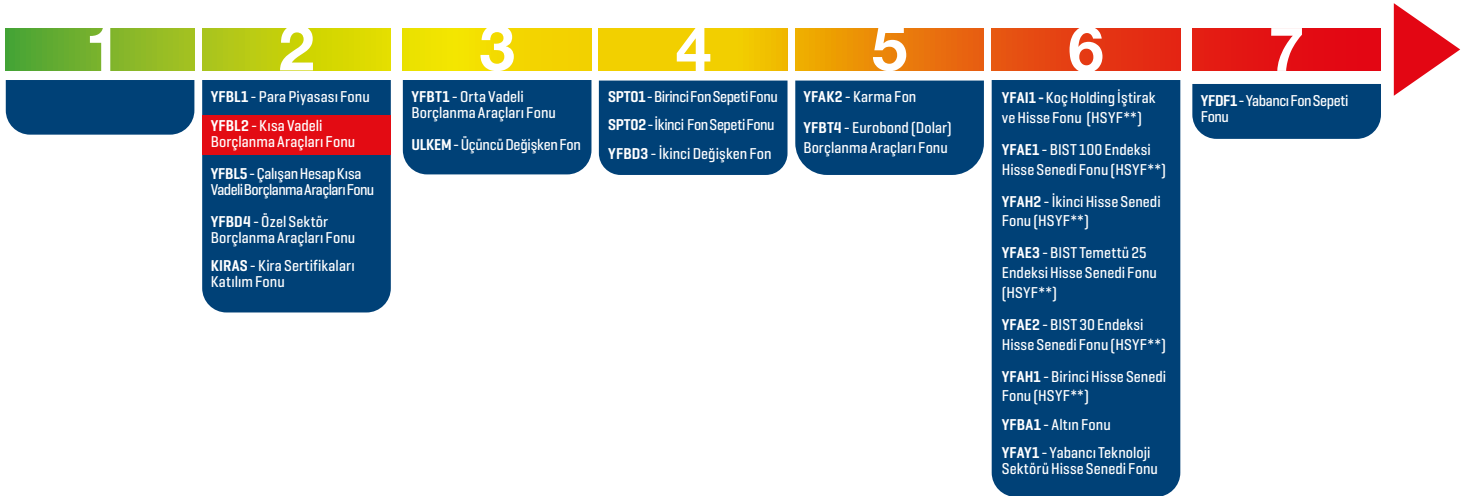 1
2
3
4
5
6
7
YFBL1 - Para Piyasası Fonu
YFBL2 - Kısa Vadeli
Borçlanma Araçları Fonu
YFBL5 - Çalışan Hesap Kısa
Vadeli Borçlanma Araçları Fonu
YFBD4 - Özel Sektör
Borçlanma Araçları Fonu
KIRAS - Kira Sertifikaları
Katılım Fonu
YFBT1 - Orta Vadeli
Borçlanma Araçları Fonu
ULKEM - Üçüncü Değişken Fon
SPT01 - Birinci Fon Sepeti Fonu
SPT02 - İkinci Fon Sepeti Fonu
YFBD3 - İkinci Değişken Fon
YFAK2 - Karma Fon
YFBT4 - Eurobond (Dolar)
Borçlanma Araçları Fonu
YFAI1 - Koç Holding İştirak
ve Hisse Fonu (HSYF**)
YFAE1 - BIST 100 Endeksi
Hisse Senedi Fonu (HSYF**)
YFAH2 - İkinci Hisse Senedi
Fonu (HSYF**)
YFAE3 - BIST Temettü 25
Endeksi Hisse Senedi Fonu
(HSYF**)
YFAE2 - BIST 30 Endeksi
Hisse Senedi Fonu (HSYF**)
YFAH1 - Birinci Hisse Senedi
Fonu (HSYF**)
YFBA1 - Altın Fonu
YFAY1 - Yabancı Teknoloji
Sektörü Hisse Senedi Fonu
YFDF1 - Yabancı Fon Sepeti
Fonu